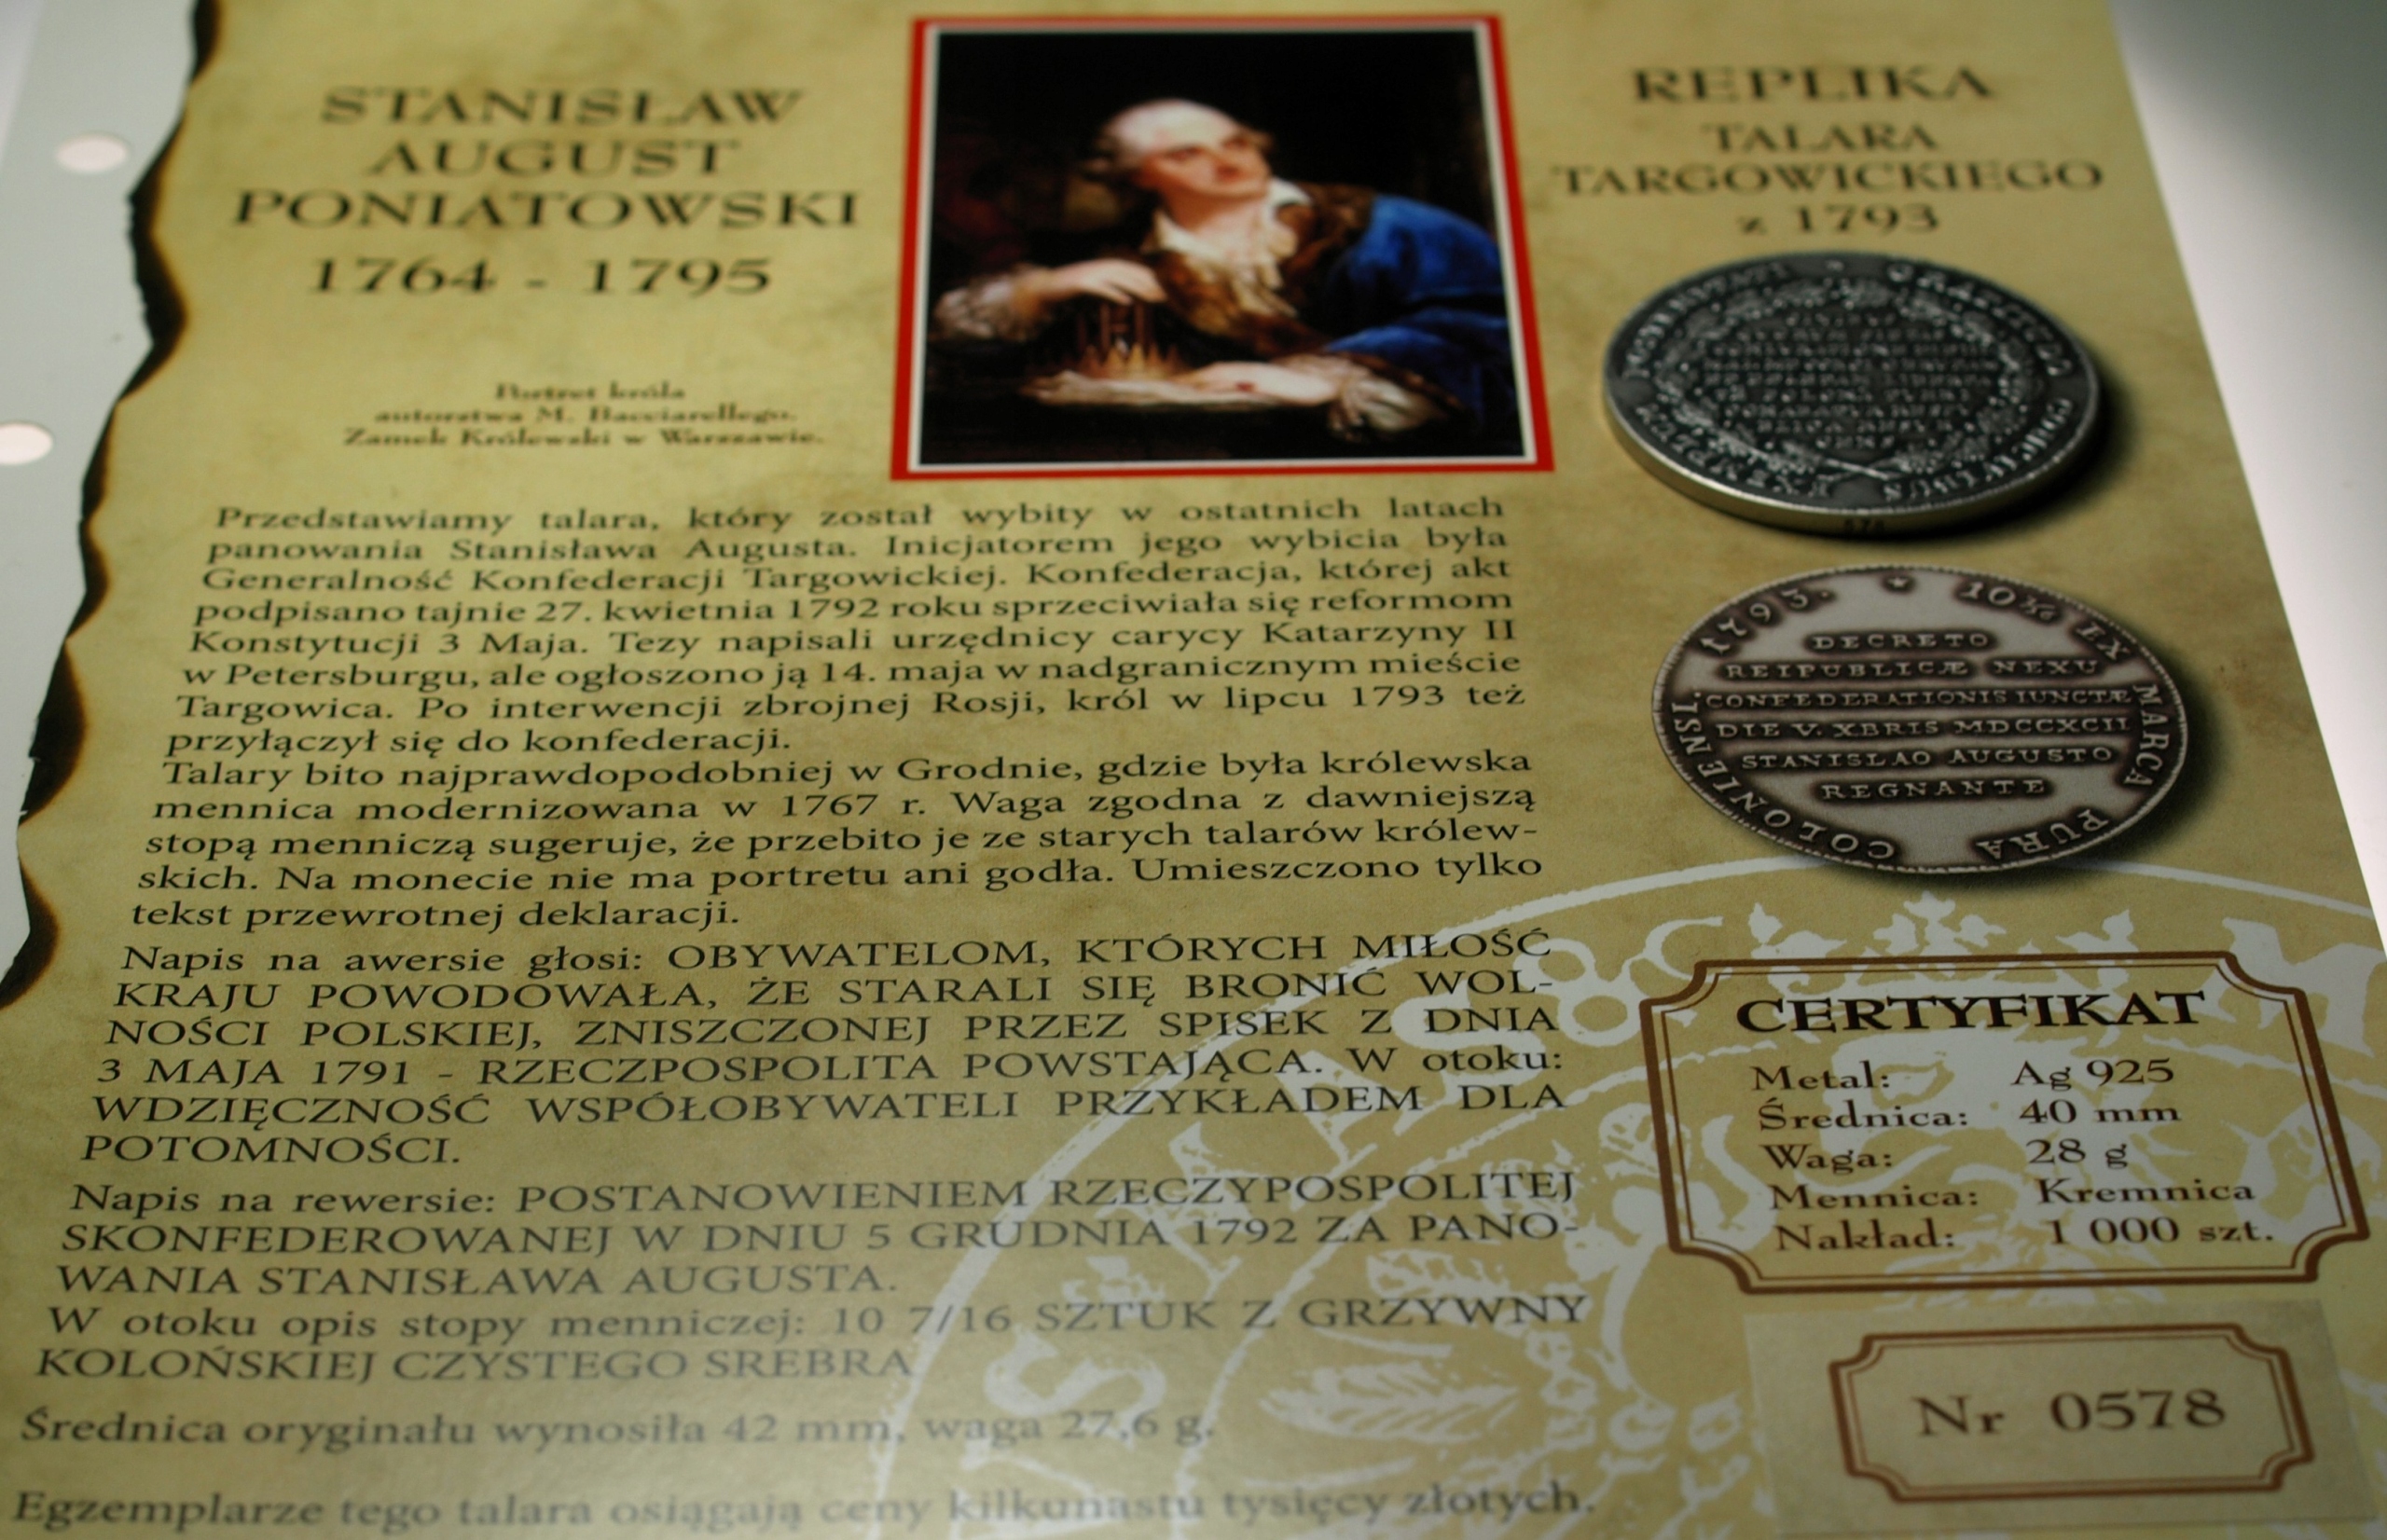 STANISŁAW
AUGUST
PONIATOWSKI
1764 - 1795
Portret króla
autorstwa M. Bacciarellego.
Zamek Królewski w Warszawie.
REPLIKA
TALARA
TARGOWICKIEGO
z 1793
Przedstawiamy talara, który został wybity w ostatnich latach
panowania Stanisława Augusta. Inicjatorem jego wybicia była
Generalność Konfederacji Targowickiej. Konfederacja, której akt
podpisano tajnie 27. kwietnia 1792 roku sprzeciwiała się reformom
Konstytucji 3 Maja. Tezy napisali urzędnicy carycy Katarzyny II
w Petersburgu, ale ogłoszono ją 14. maja w nadgranicznym mieście
Targowica. Po interwencji zbrojnej Rosji, król w lipcu 1793 też
przyłączył się do konfederacji.
Talary bito najprawdopodobniej w Grodnie, gdzie była królewska
mennica modernizowana w 1767 r. Waga zgodna z dawniejszą
stopą menniczą sugeruje, że przebito je ze starych talarów królew-
skich. Na monecie nie ma portretu ani godła. Umieszczono tylko
tekst przewrotnej deklaracji.
Napis na awersie głosi: OBYWATELOM, KTÓRYCH MIŁOŚĆ
KRAJU POWODOWAŁA, ŻE STARALI SIĘ BRONIĆ WOL-
NOŚCI POLSKIEJ, ZNISZCZONEJ PRZEZ SPISEK Z DNIA
3 MAJA 1791 - RZECZPOSPOLITA POWSTAJĄCA. W otoku:
WDZIĘCZNOŚĆ WSPÓŁOBYWATELI PRZYKŁADEM DLA
POTOMNOŚCI.
Napis na rewersie: POSTANOWIENIEM RZECZYPOSPOLITEJ
SKONFEDEROWANEJ W DNIU 5 GRUDNIA 1792 ZA PANO-
WANIA STANISŁAWA AUGUSTA.
W otoku opis stopy menniczej: 10 7/16 SZTUK Z GRZYWNY
KOLOŃSKIEJ CZYSTEGO SREBRA
Średnica oryginału wynosiła 42 mm, waga 27,6 g.
Egzemplarze tego talara osiągają ceny kilkunastu tysięcy złotych.
1793. * 10 7/16 EX MARCA PURA COLONIENSI.
DECRETO
REIPUBLICÆ NEXU
CONFEDERATIONIS IUNCTÆ
DIE V. XBRIS MDCCXCII
STANISLAO AUGUSTO
REGNANTE
CERTYFIKAT
Metal: Ag 925
Średnica: 40 mm
Waga: 28 g
Mennica: Kremnica
Nakład: 1 000 szt.
Nr 0578